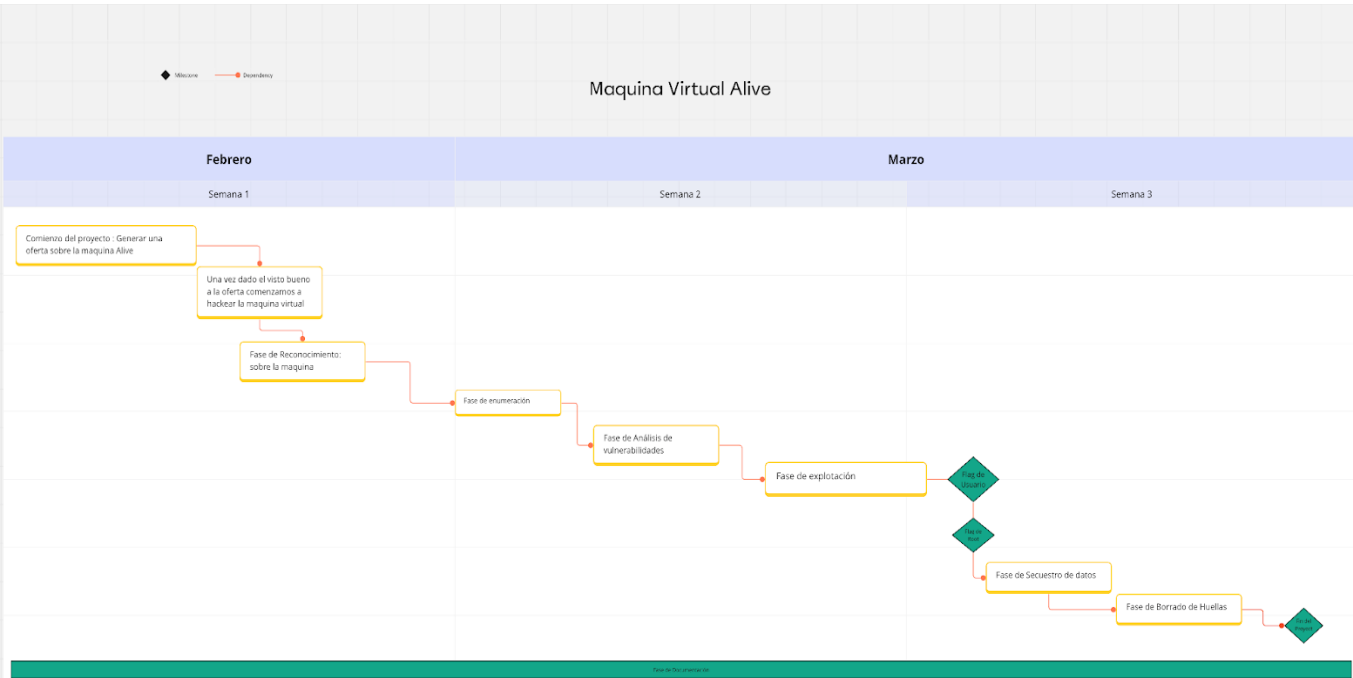 Milestone
Dependency
Maquina Virtual Alive
Febrero
Marzo
Semana 1
Semana 2
Semana 3
Comienzo del proyecto : Generar una
oferta sobre la maquina Alive
Una vez dado el visto bueno
a la oferta comenzamos a
hackear la maquina virtual
Fase de Reconocimiento:
sobre la maquina
Fase de enumeración
Fase de Análisis de
vulnerabilidades
Fase de explotación
Flag de
Usuario
Flag de
Root
Fase de Secuestro de datos
Fase de Borrado de Huellas
Fin del
Fase de Documentación